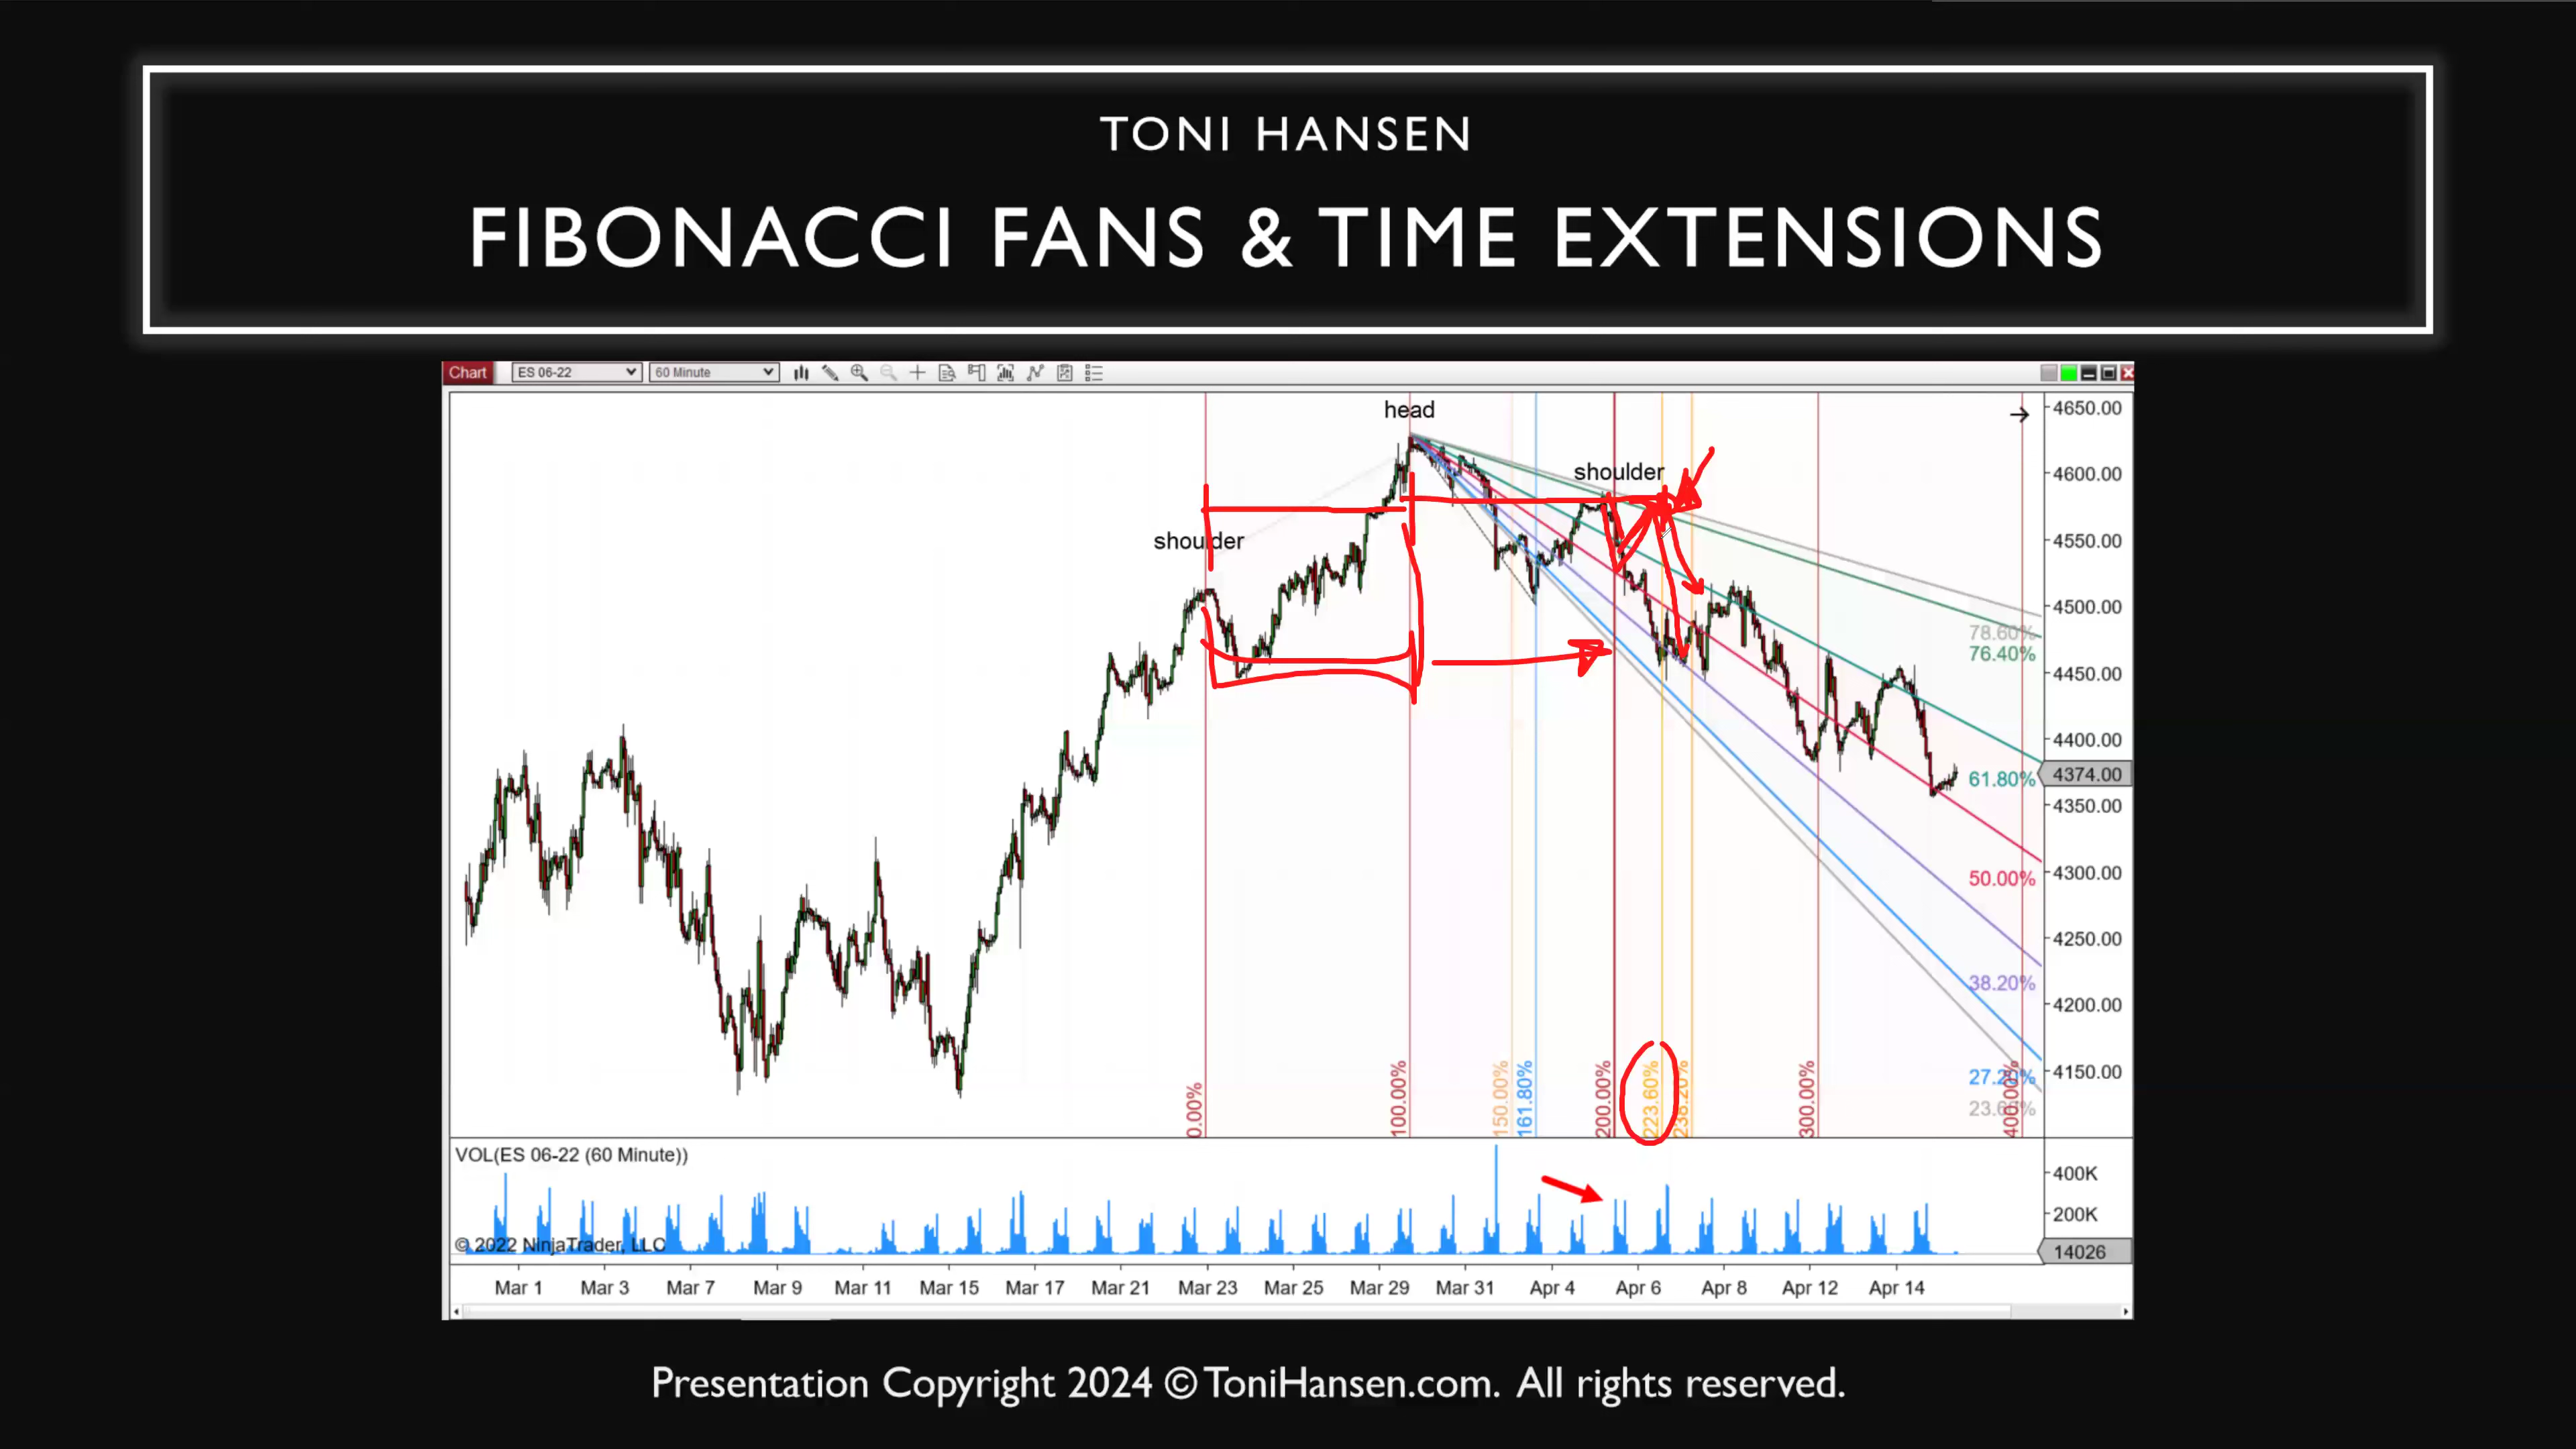 TONI HANSEN
FIBONACCI FANS & TIME EXTENSIONS
Chart
ES 06-22
60 Minute
head
shoulder
shoulder
4650.00
4600.00
4550.00
4500.00
4450.00
4400.00
4374.00
4350.00
4300.00
4250.00
4200.00
4150.00
78.60%
76.40%
61.80%
50.00%
38.20%
27.20%
23.60%
0.00%
100.00%
150.00%
161.80%
200.00%
223.60%
238.20%
300.00%
400.00%
VOL(ES 06-22 (60 Minute))
400K
200K
14026
© 2022 NinjaTrader, LLC
Mar 1 Mar 3 Mar 7 Mar 9 Mar 11 Mar 15 Mar 17 Mar 21 Mar 23 Mar 25 Mar 29 Mar 31 Apr 4 Apr 6 Apr 8 Apr 12 Apr 14
Presentation Copyright 2024 © ToniHansen.com. All rights reserved.